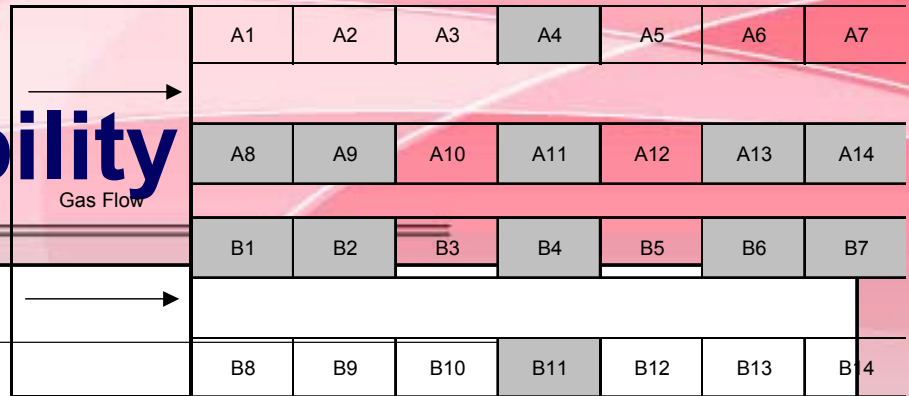 A1 A2 A3 A4 A5 A6 A7
bility
A8 A9 A10 A11 A12 A13 A14
Gas Flow
B1 B2 B3 B4 B5 B6 B7
B8 B9 B10 B11 B12 B13 B14